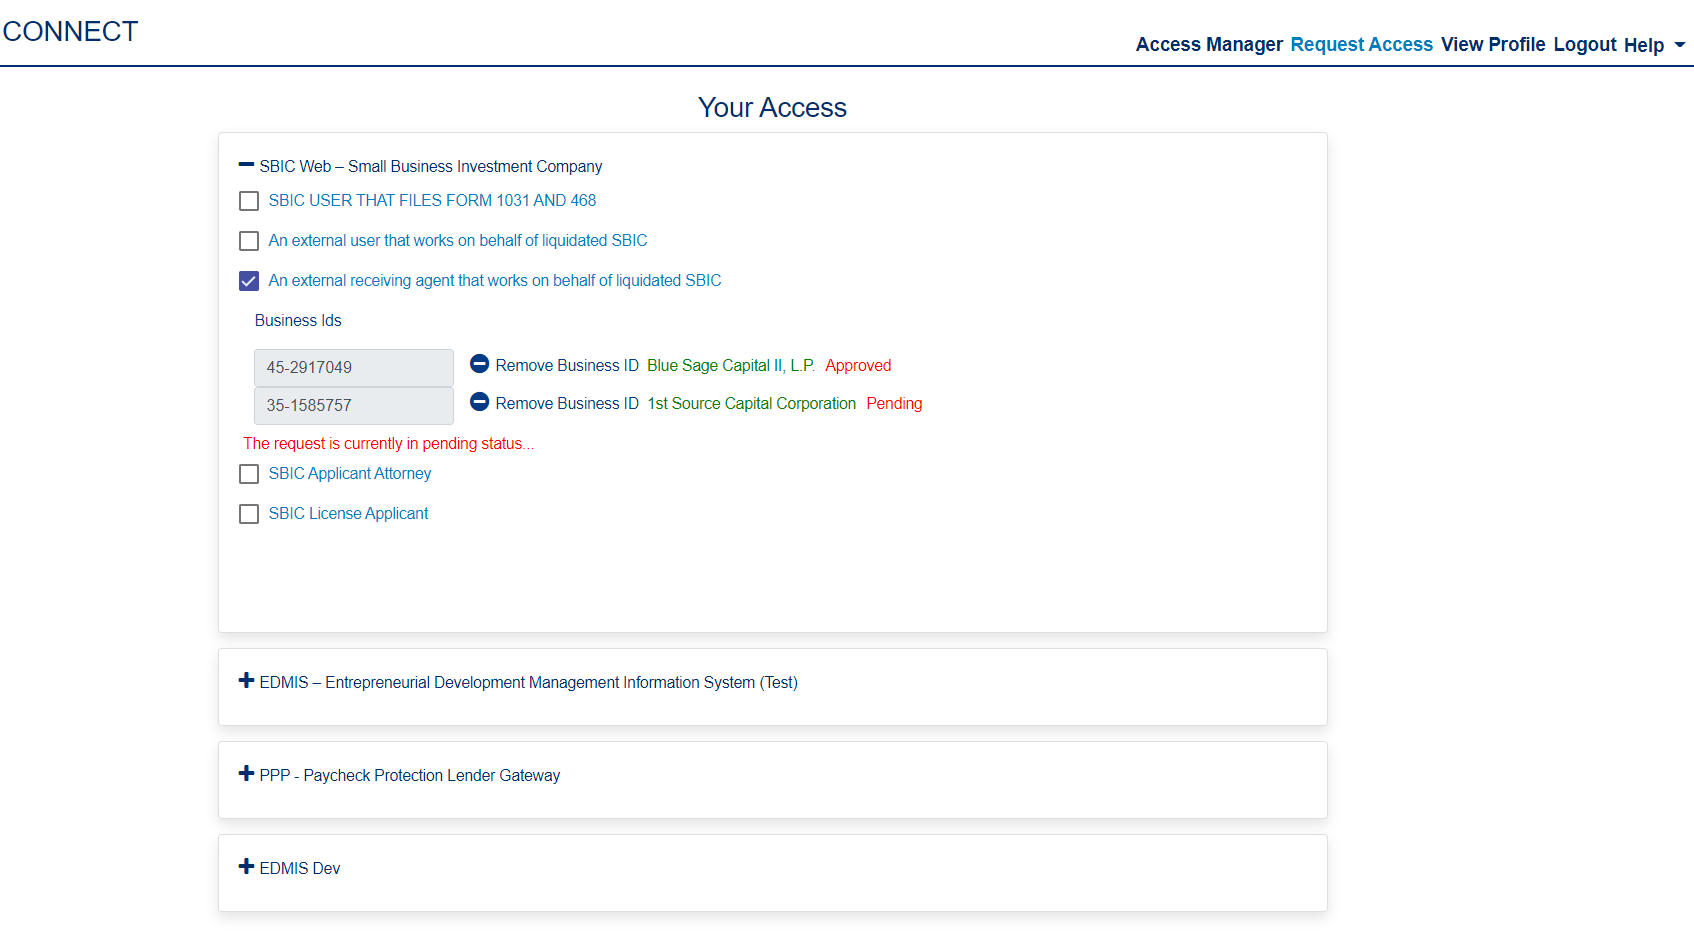 CONNECT
Access Manager Request Access View Profile Logout Help
Your Access
SBIC Web – Small Business Investment Company
SBIC USER THAT FILES FORM 1031 AND 468
An external user that works on behalf of liquidated SBIC
An external receiving agent that works on behalf of liquidated SBIC
Business Ids
45-2917049 Remove Business ID Blue Sage Capital II, L.P. Approved
35-1585757 Remove Business ID 1st Source Capital Corporation Pending
The request is currently in pending status...
SBIC Applicant Attorney
SBIC License Applicant
EDMIS – Entrepreneurial Development Management Information System (Test)
PPP - Paycheck Protection Lender Gateway
EDMIS Dev